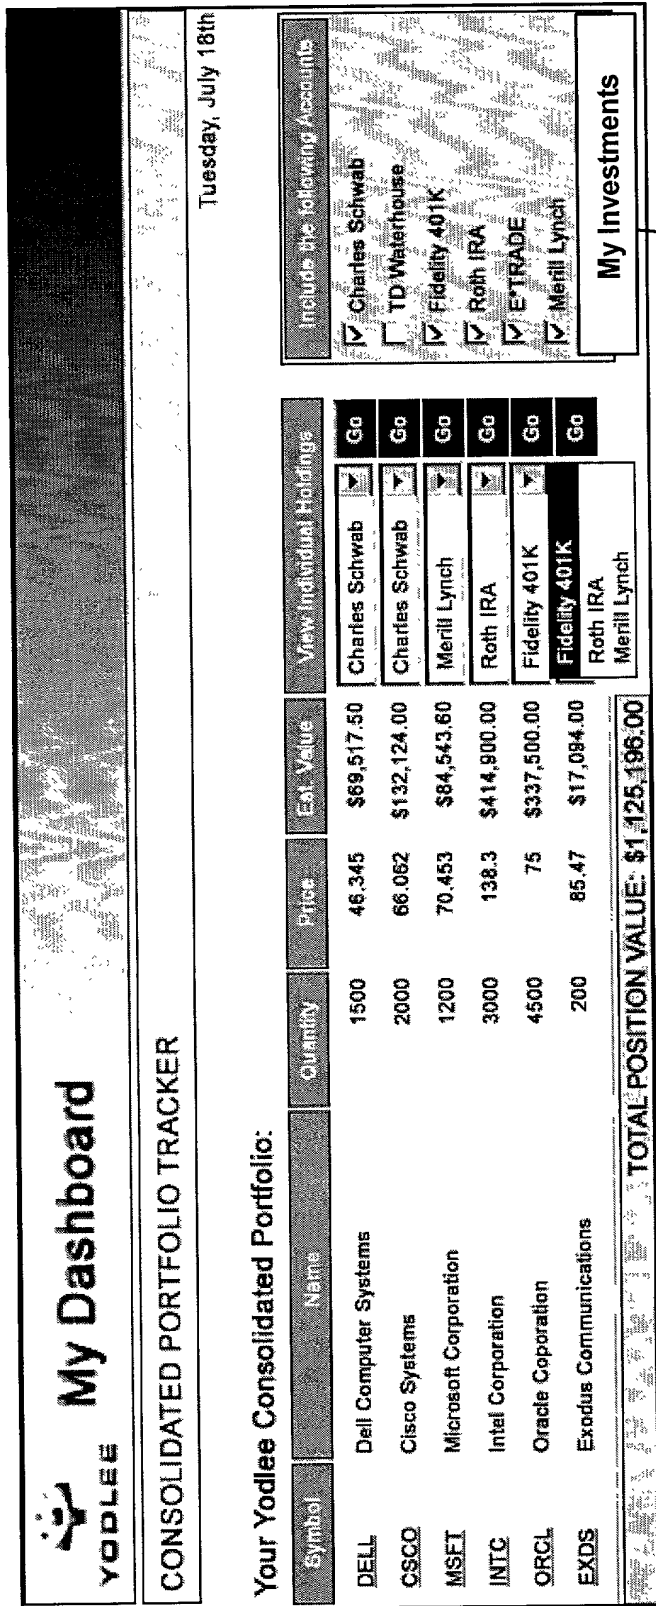 YODLEE My Dashboard
CONSOLIDATED PORTFOLIO TRACKER
Tuesday, July 18th
Your Yodlee Consolidated Portfolio:
Symbol Name Quantity Price Est. Value View Individual Holdings
DELL Dell Computer Systems 1500 46.345 $69,517.50 Charles Schwab Go
CSCO Cisco Systems 2000 66.062 $132,124.00 Charles Schwab Go
MSFT Microsoft Corporation 1200 70.453 $84,543.60 Merill Lynch Go
INTC Intel Corporation 3000 138.3 $414,900.00 Roth IRA Go
ORCL Oracle Coporation 4500 75 $337,500.00 Fidelity 401K Go
EXDS Exodus Communications 200 85.47 $17,094.00 Fidelity 401K Go
Roth IRA
Merill Lynch
TOTAL POSITION VALUE: $1,125,196.00
Include the following Accounts
Charles Schwab
TD Waterhouse
Fidelity 401K
Roth IRA
E*TRADE
Merill Lynch
My Investments